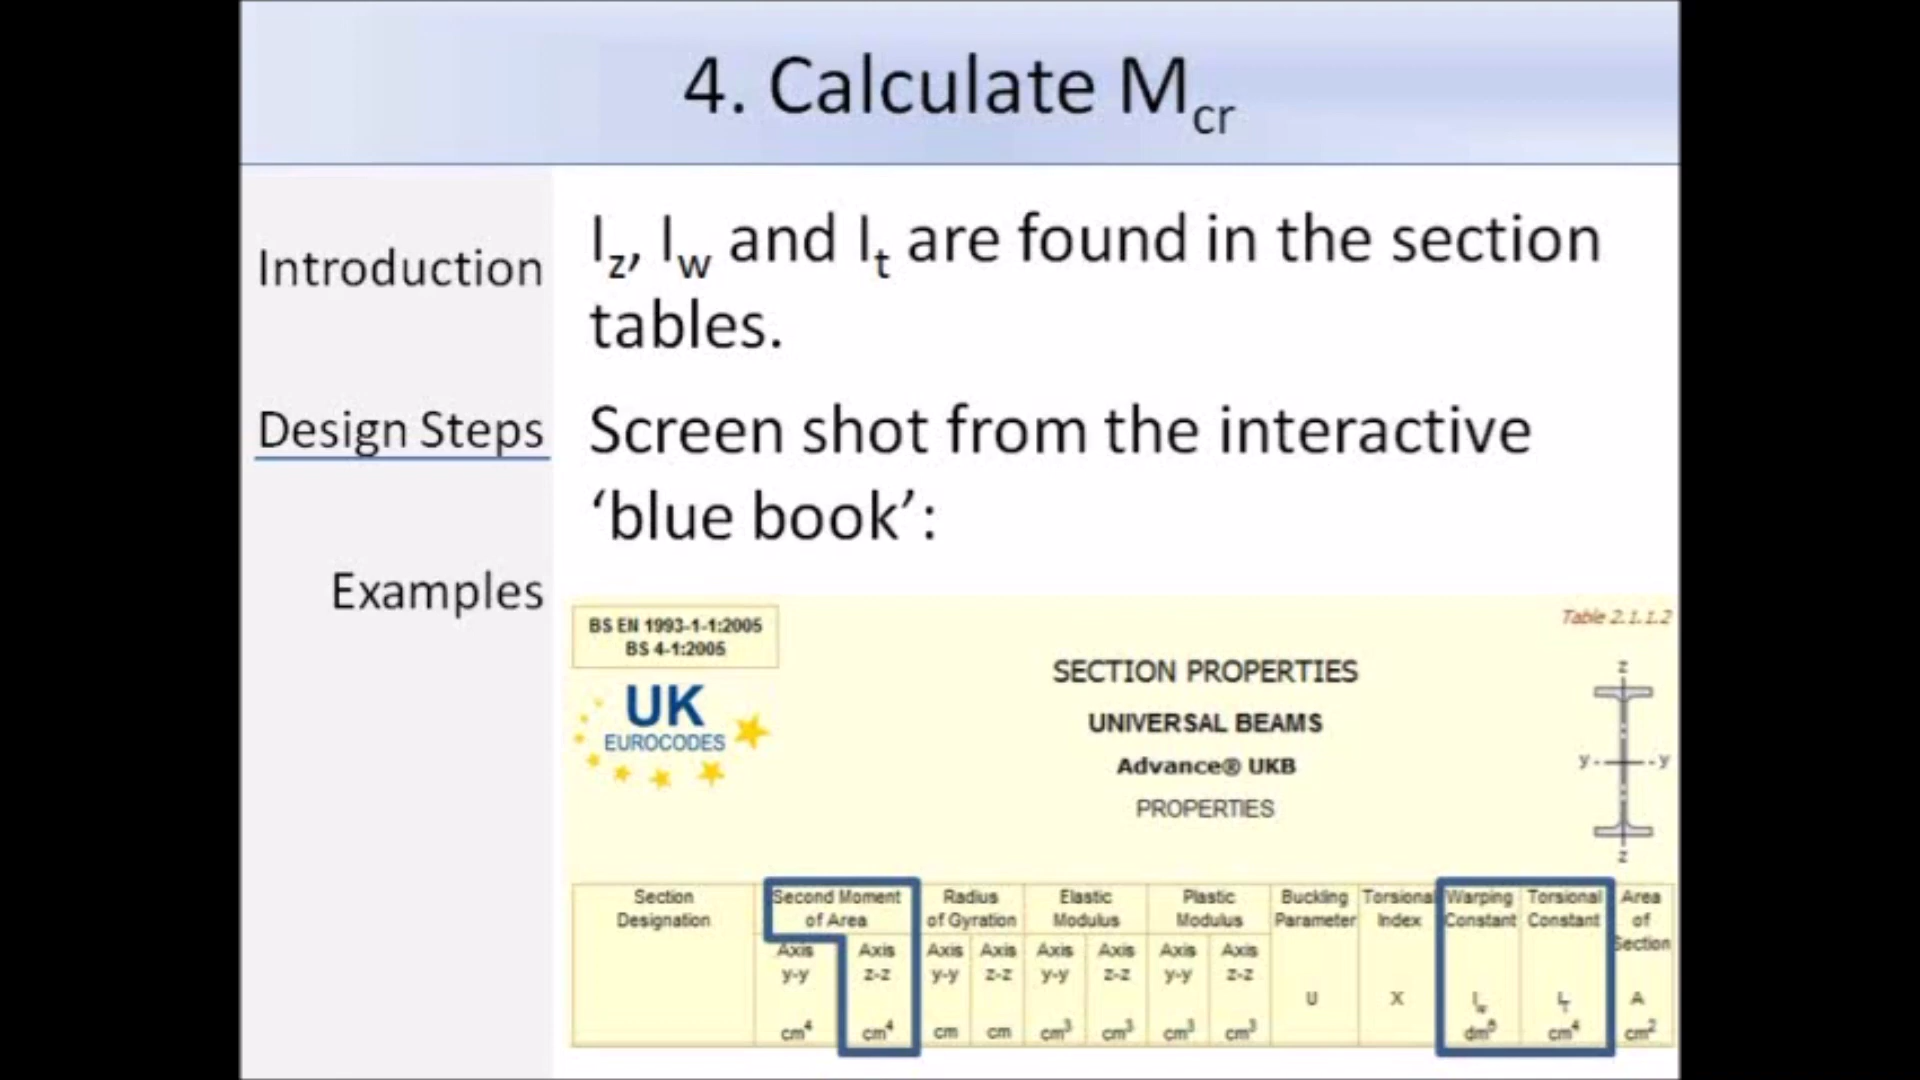 4. Calculate Mcr
Introduction
Design Steps
Examples
Iz, Iw and It are found in the section
tables.
Screen shot from the interactive
‘blue book’:
BS EN 1993-1-1:2005
BS 4-1:2005
UK
EUROCODES
Table 2.1.1.2
SECTION PROPERTIES
UNIVERSAL BEAMS
Advance® UKB
PROPERTIES
z
y y
z
Section Second Moment Radius Elastic Plastic Buckling Torsional Warping Torsional Area
Designation of Area of Gyration Modulus Modulus Parameter Index Constant Constant of
Section
Axis Axis Axis Axis Axis Axis Axis Axis
y-y z-z y-y z-z y-y z-z y-y z-z
U X Iw IT A
cm4 cm4 cm cm cm3 cm3 cm3 cm3 dm6 cm4 cm2